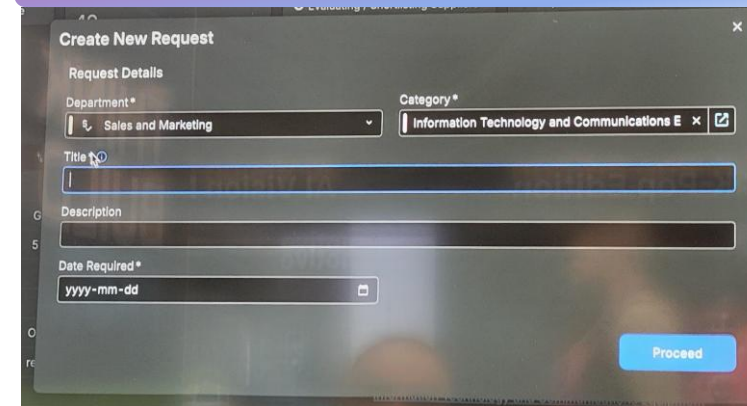 Create New Request
Request Details
Department*
Sales and Marketing
Category*
Information Technology and Communications E
Title
Description
Date Required*
yyyy-mm-dd
Proceed